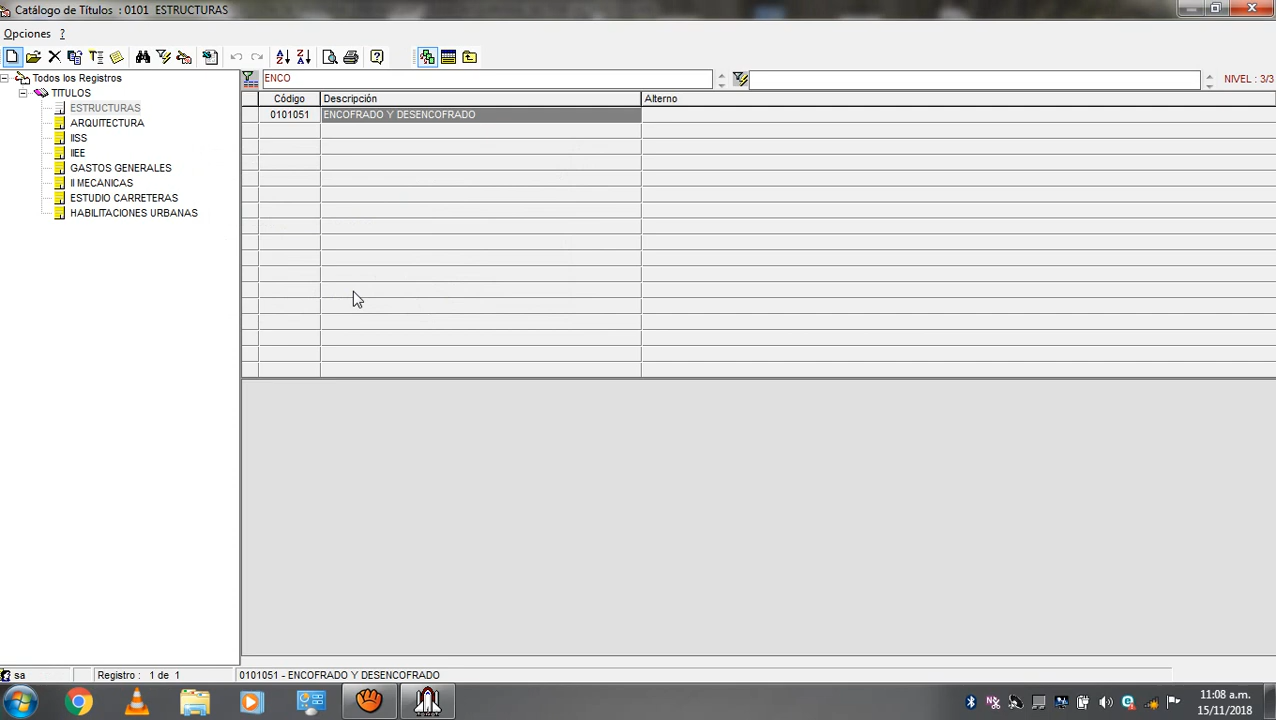 Catálogo de Títulos : 0101 ESTRUCTURAS
Opciones ?
Todos los Registros
TITULOS
ESTRUCTURAS
ARQUITECTURA
IISS
IIEE
GASTOS GENERALES
II MECANICAS
ESTUDIO CARRETERAS
HABILITACIONES URBANAS
ENCO
NIVEL : 3/3
Código Descripción Alterno
0101051 ENCOFRADO Y DESENCOFRADO
sa Registro : 1 de 1 0101051 - ENCOFRADO Y DESENCOFRADO
11:08 a.m.
15/11/2018